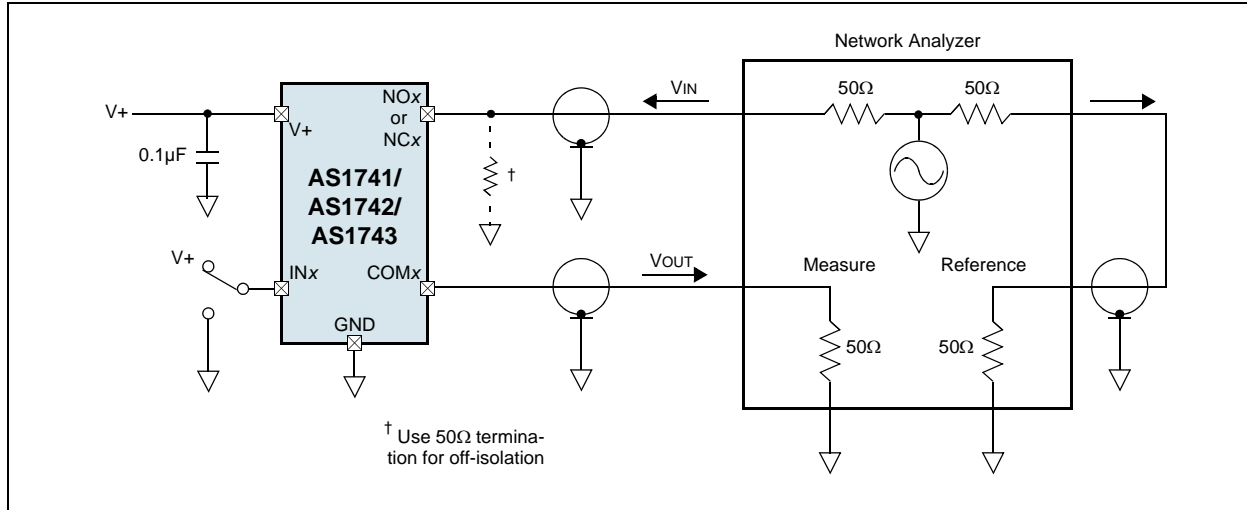 Network Analyzer
50Ω
50Ω
VIN
V+
V+
NOx
or
NCx
0.1µF
†
AS1741/
AS1742/
AS1743
V+
INx
COMx
VOUT
Measure
Reference
GND
50Ω
50Ω
† Use 50Ω termina-
tion for off-isolation